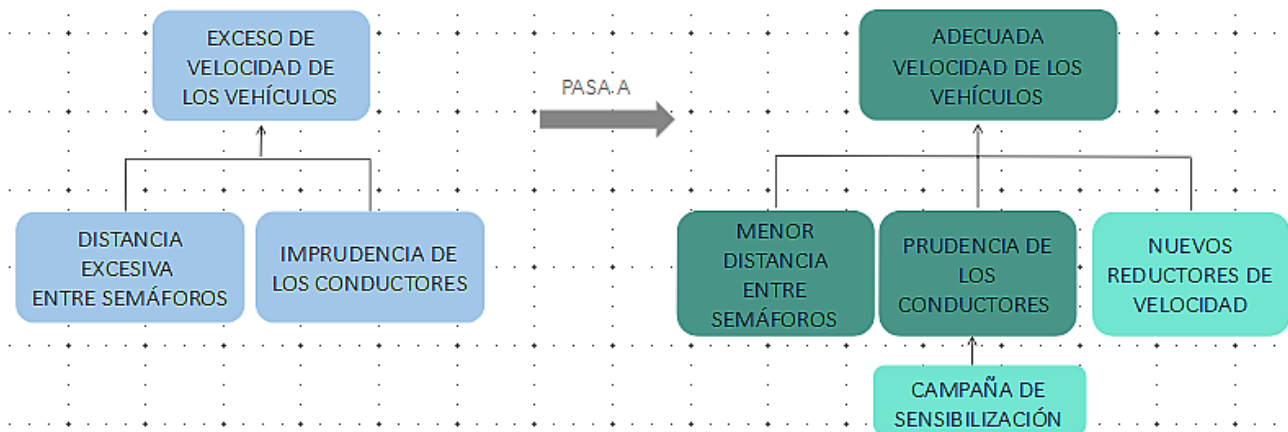 EXCESO DE
VELOCIDAD DE
LOS VEHÍCULOS
DISTANCIA
EXCESIVA
ENTRE SEMÁFOROS
IMPRUDENCIA DE
LOS CONDUCTORES
PASA A
ADECUADA
VELOCIDAD DE LOS
VEHÍCULOS
MENOR
DISTANCIA
ENTRE
SEMÁFOROS
PRUDENCIA DE
LOS
CONDUCTORES
NUEVOS
REDUCTORES DE
VELOCIDAD
CAMPAÑA DE
SENSIBILIZACIÓN